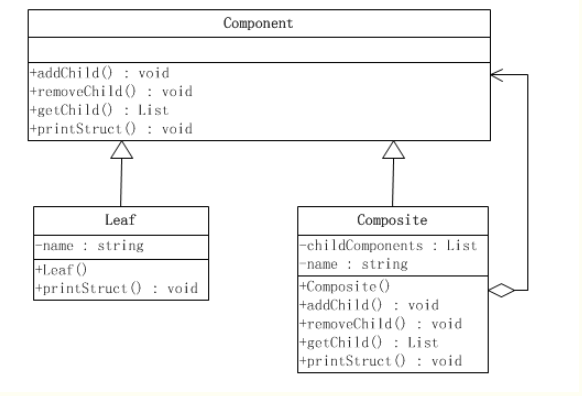 Component
+addChild() : void
+removeChild() : void
+getChild() : List
+printStruct() : void
Leaf
-name : string
+Leaf()
+printStruct() : void
Composite
-childComponents : List
-name : string
+Composite()
+addChild() : void
+removeChild() : void
+getChild() : List
+printStruct() : void